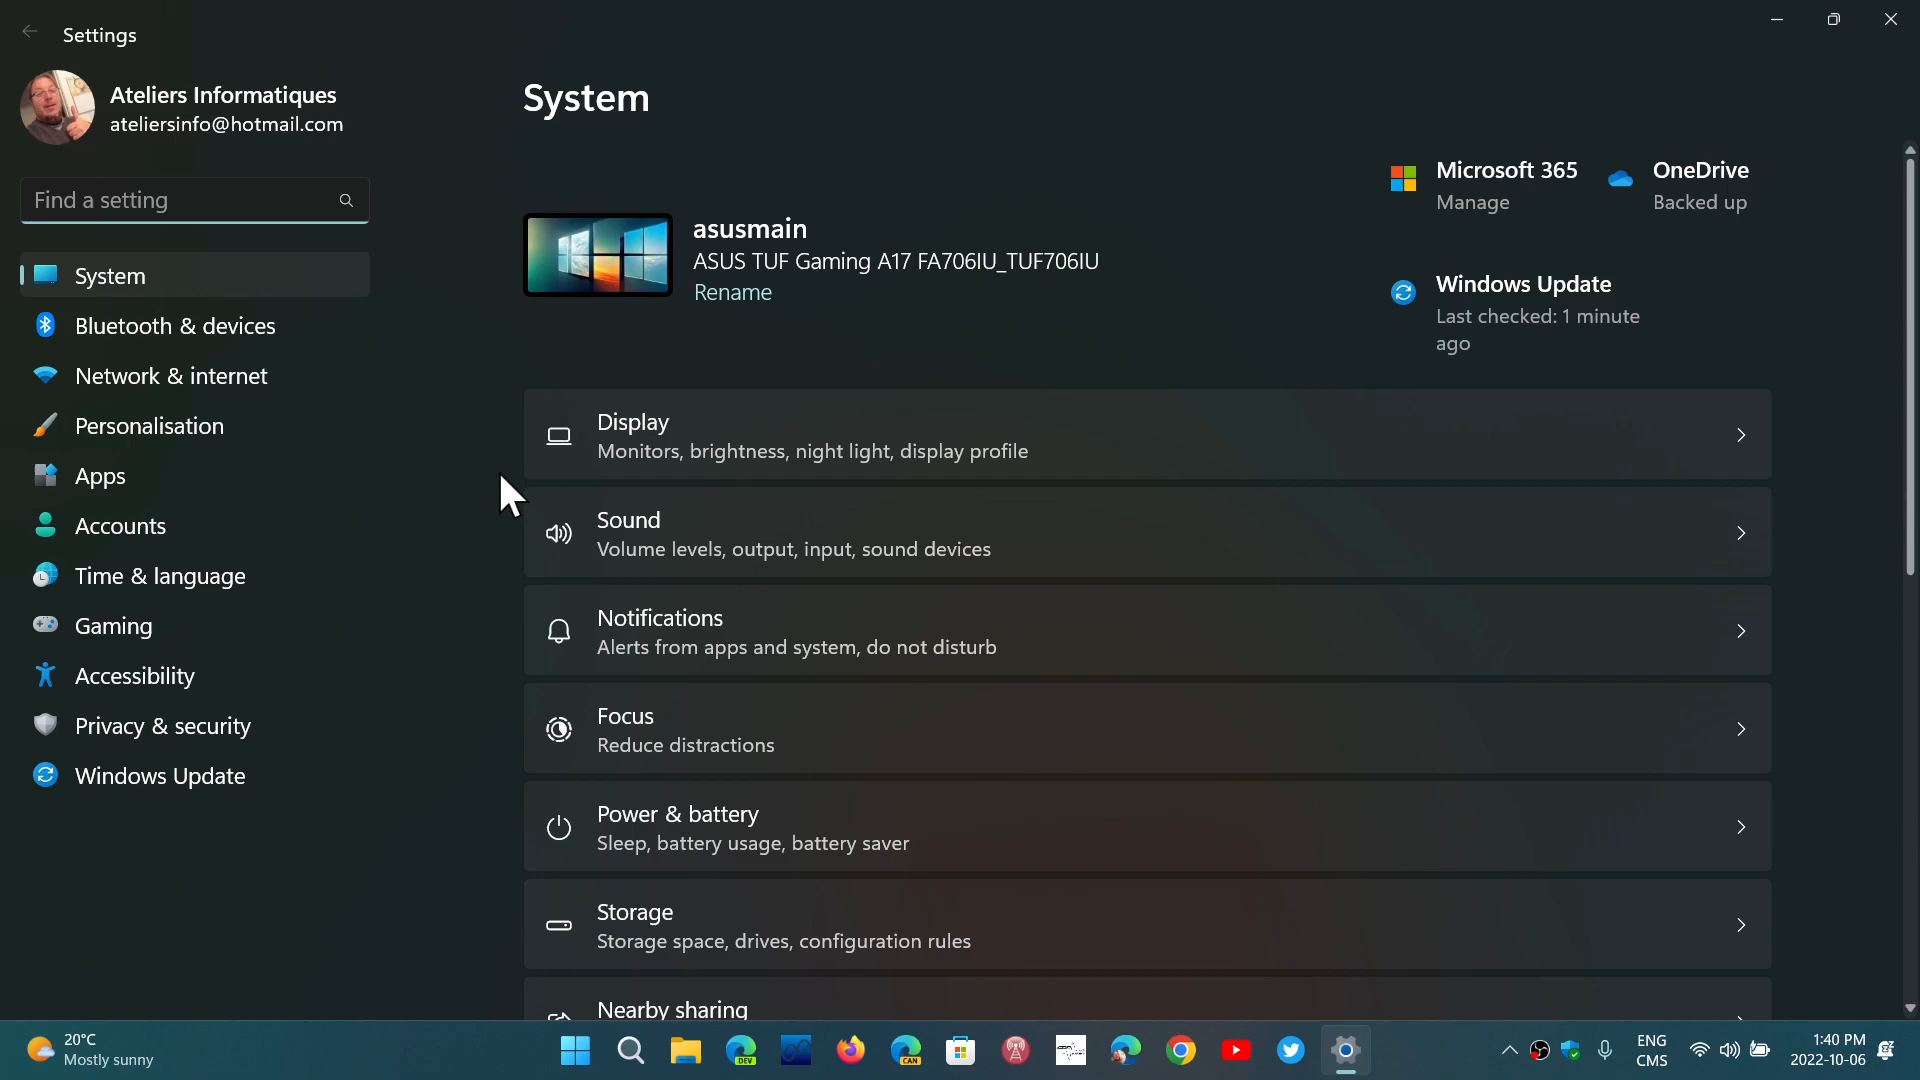 Settings
Ateliers Informatiques
ateliersinfo@hotmail.com
Find a setting
System
Bluetooth & devices
Network & internet
Personalisation
Apps
Accounts
Time & language
Gaming
Accessibility
Privacy & security
Windows Update
System
asusmain
ASUS TUF Gaming A17 FA706IU_TUF706IU
Rename
Microsoft 365
Manage
OneDrive
Backed up
Windows Update
Last checked: 1 minute
ago
Display
Monitors, brightness, night light, display profile
Sound
Volume levels, output, input, sound devices
Notifications
Alerts from apps and system, do not disturb
Focus
Reduce distractions
Power & battery
Sleep, battery usage, battery saver
Storage
Storage space, drives, configuration rules
Nearby sharing
20°C
Mostly sunny
DEV
CAN
ENG
CMS
1:40 PM
2022-10-06